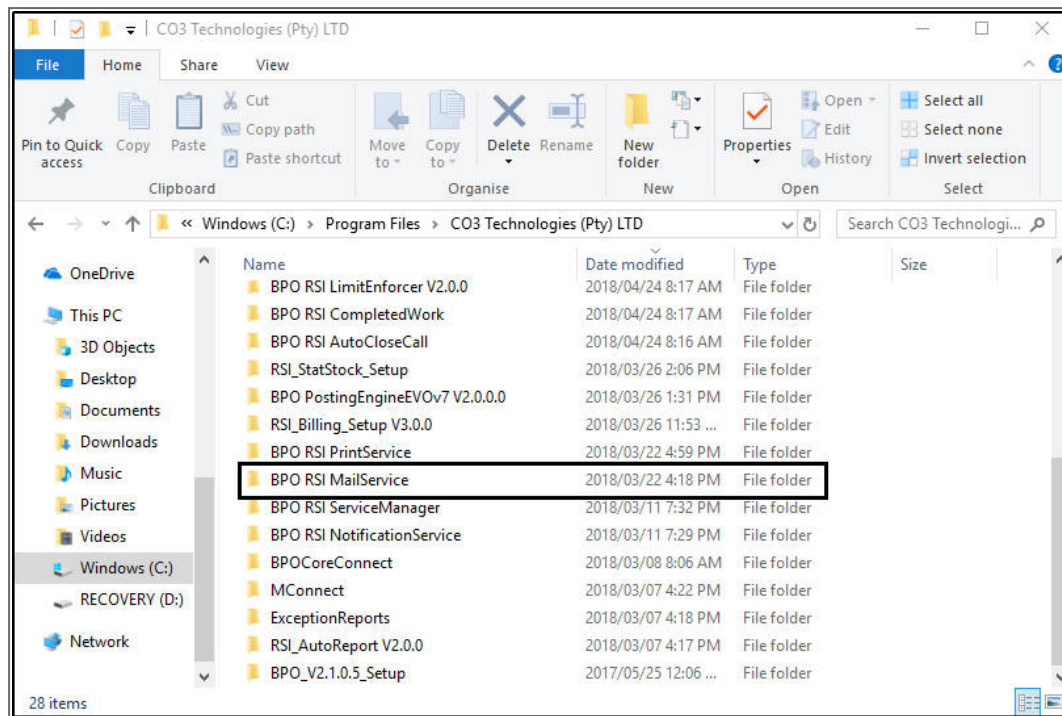 CO3 Technologies (Pty) LTD
File Home Share View
Pin to Quick access
Copy
Paste
Cut
Copy path
Paste shortcut
Move to
Copy to
Delete
Rename
New folder
Properties
Open
Edit
History
Select all
Select none
Invert selection
Clipboard Organise New Open Select
« Windows (C:) › Program Files › CO3 Technologies (Pty) LTD
Search CO3 Technologi...
OneDrive
This PC
3D Objects
Desktop
Documents
Downloads
Music
Pictures
Videos
Windows (C:)
RECOVERY (D:)
Network
Name Date modified Type Size
BPO RSI LimitEnforcer V2.0.0 2018/04/24 8:17 AM File folder
BPO RSI CompletedWork 2018/04/24 8:17 AM File folder
BPO RSI AutoCloseCall 2018/04/24 8:16 AM File folder
RSI_StatStock_Setup 2018/03/26 2:06 PM File folder
BPO PostingEngineEVOv7 V2.0.0.0 2018/03/26 1:31 PM File folder
RSI_Billing_Setup V3.0.0 2018/03/26 11:53 ... File folder
BPO RSI PrintService 2018/03/22 4:59 PM File folder
BPO RSI MailService 2018/03/22 4:18 PM File folder
BPO RSI ServiceManager 2018/03/11 7:32 PM File folder
BPO RSI NotificationService 2018/03/11 7:29 PM File folder
BPOCoreConnect 2018/03/08 8:06 AM File folder
MConnect 2018/03/07 4:22 PM File folder
ExceptionReports 2018/03/07 4:18 PM File folder
RSI_AutoReport V2.0.0 2018/03/07 4:17 PM File folder
BPO_V2.1.0.5_Setup 2017/05/25 12:06 ... File folder
28 items